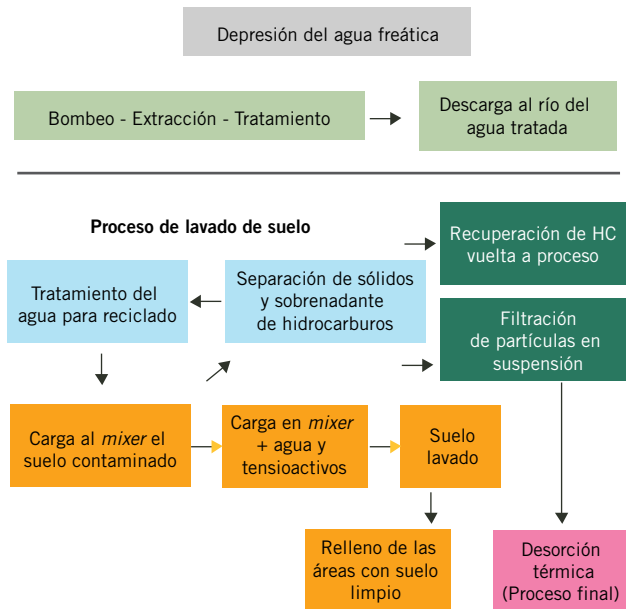 Depresión del agua freática
Bombeo - Extracción - Tratamiento
Descarga al río del
agua tratada
Proceso de lavado de suelo
Recuperación de HC
vuelta a proceso
Tratamiento del
agua para reciclado
Separación de sólidos
y sobrenadante
de hidrocarburos
Filtración
de partículas en
suspensión
Carga al mixer el
suelo contaminado
Carga en mixer
+ agua y
tensioactivos
Suelo
lavado
Relleno de las
áreas con suelo
limpio
Desorción
térmica
(Proceso final)